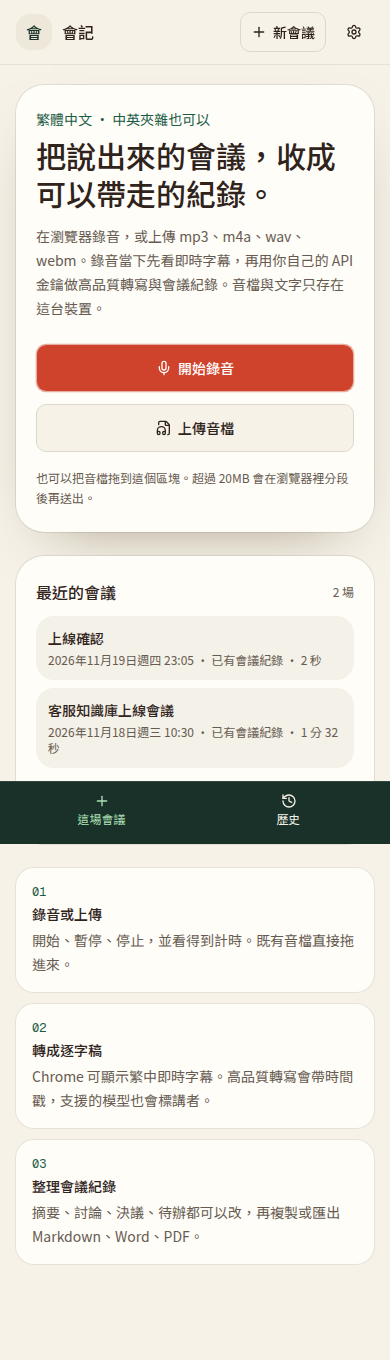 會 會記
新會議
繁體中文 · 中英夾雜也可以
把說出來的會議，收成
可以帶走的紀錄。
在瀏覽器錄音，或上傳 mp3、m4a、wav、
webm。錄音當下先看即時字幕，再用你自己的 API
金鑰做高品質轉寫與會議紀錄。音檔與文字只存在
這台裝置。
開始錄音
上傳音檔
也可以把音檔拖到這個區塊。超過 20MB 會在瀏覽器裡分段
後再送出。
最近的會議 2 場
上線確認
2026年11月19日週四 23:05 · 已有會議紀錄 · 2 秒
客服知識庫上線會議
2026年11月18日週三 10:30 · 已有會議紀錄 · 1 分 32
秒
這場會議 歷史
01
錄音或上傳
開始、暫停、停止，並看得到計時。既有音檔直接拖
進來。
02
轉成逐字稿
Chrome 可顯示繁中即時字幕。高品質轉寫會帶時間
戳，支援的模型也會標講者。
03
整理會議紀錄
摘要、討論、決議、待辦都可以改，再複製或匯出
Markdown、Word、PDF。